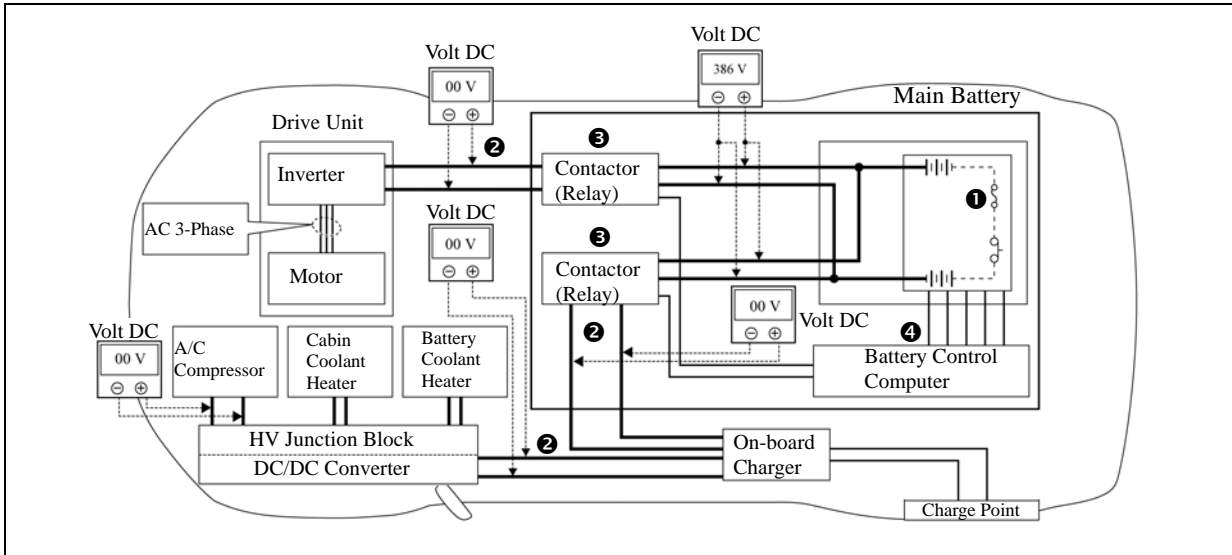 Volt DC
00 V
⊖ ⊕
Volt DC
386 V
⊖ ⊕
Main Battery
Drive Unit
❷
❸
Inverter
Contactor
(Relay)
❶
AC 3-Phase
Volt DC
00 V
⊖ ⊕
Motor
❸
Contactor
(Relay)
00 V
⊖ ⊕
Volt DC
❷
❹
Battery Control
Computer
Volt DC
00 V
⊖ ⊕
A/C
Compressor
Cabin
Coolant
Heater
Battery
Coolant
Heater
HV Junction Block
DC/DC Converter
❷
On-board
Charger
Charge Point